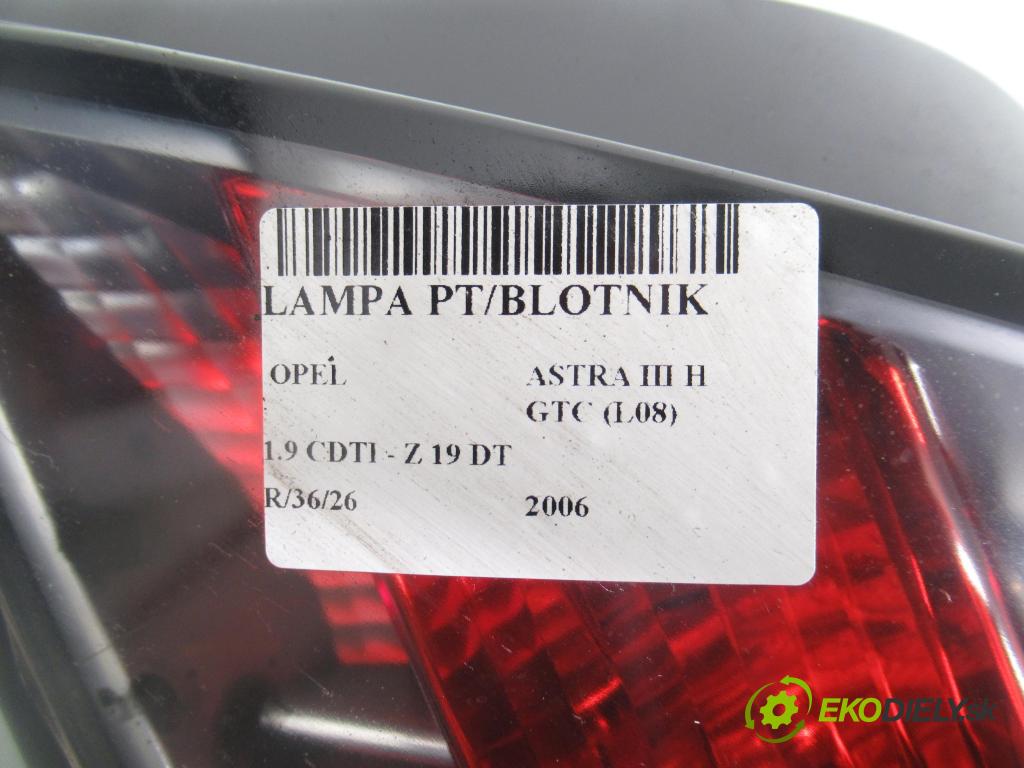 LAMPA PT/BLOTNIK
OPEL ASTRA III H
GTC (L08)
1.9 CDTI - Z 19 DT
R/36/26 2006
EKODIELY.sk